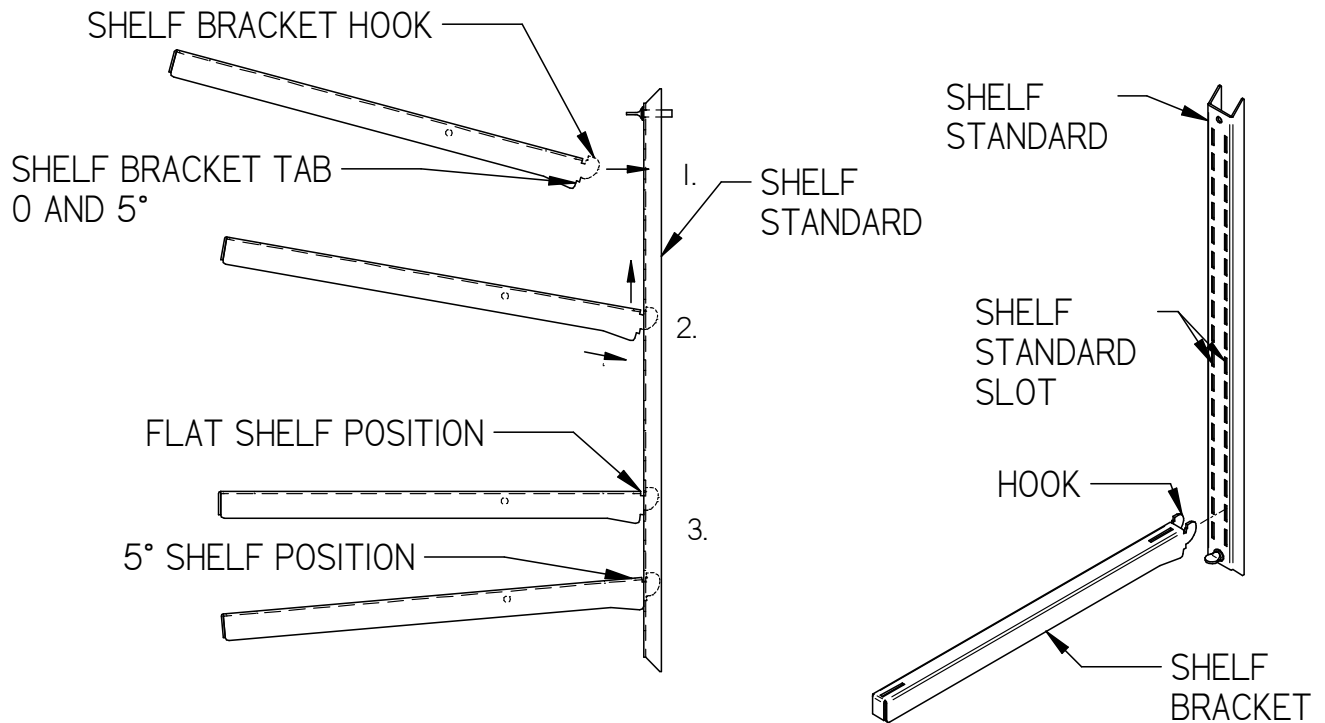 SHELF BRACKET HOOK
SHELF BRACKET TAB
0 AND 5°
1.
SHELF
STANDARD
2.
FLAT SHELF POSITION
3.
5° SHELF POSITION
SHELF
STANDARD
SHELF
STANDARD
SLOT
HOOK
SHELF
BRACKET